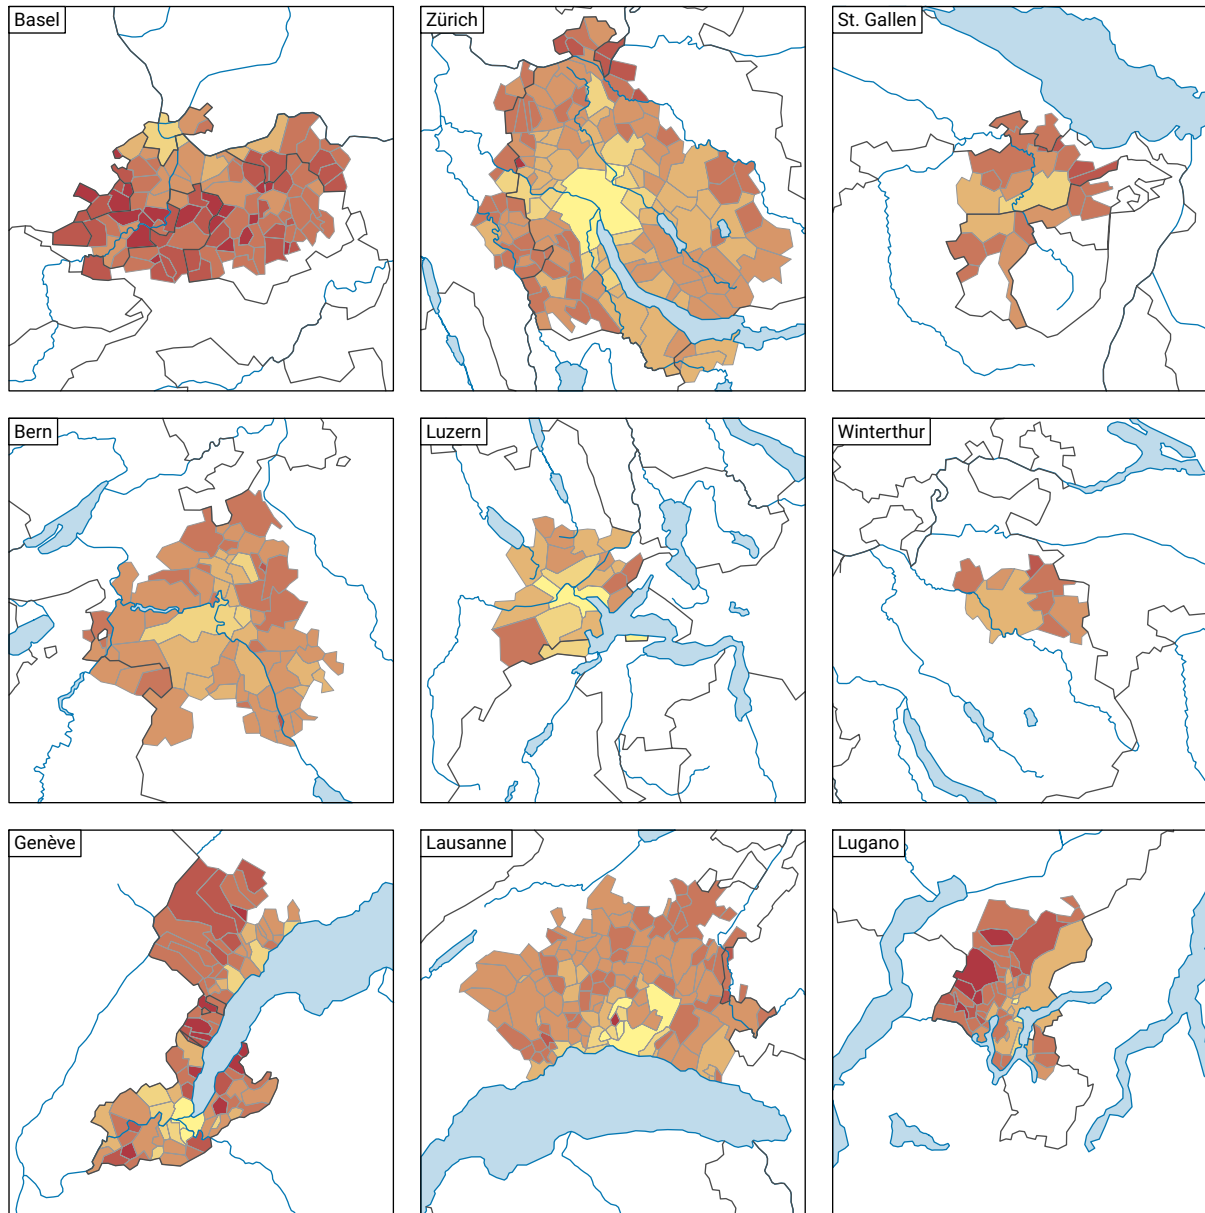 Basel
Zürich
St. Gallen
Bern
Luzern
Winterthur
Genève
Lausanne
Lugano